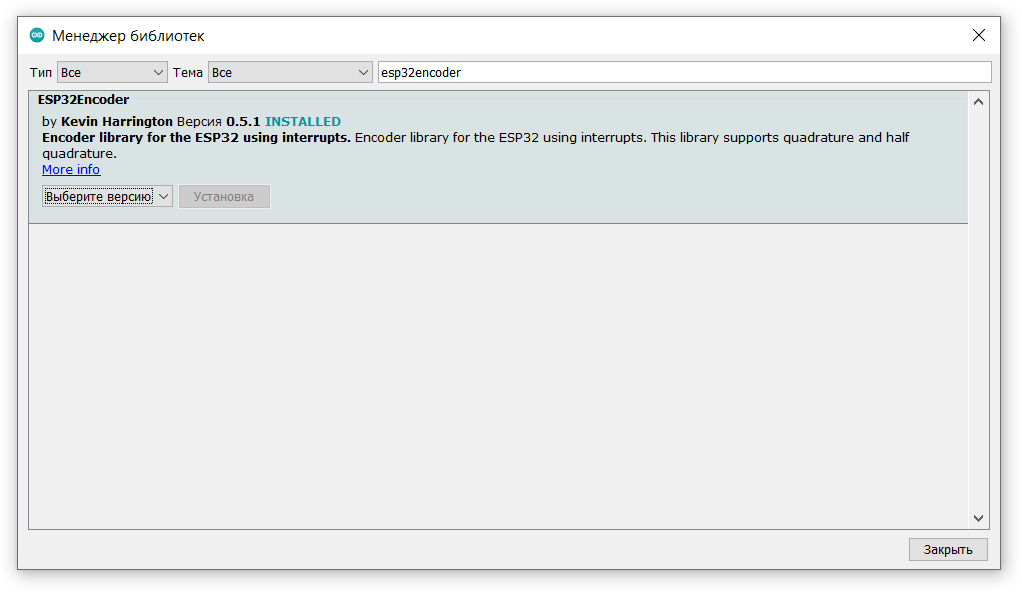 Менеджер библиотек
Тип Все Тема Все esp32encoder
ESP32Encoder
by Kevin Harrington Версия 0.5.1 INSTALLED
Encoder library for the ESP32 using interrupts. Encoder library for the ESP32 using interrupts. This library supports quadrature and half
quadrature.
More info
Выберите версию Установка
Закрыть